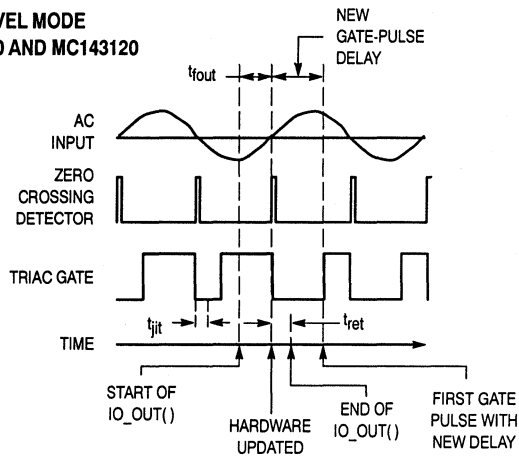 VEL MODE
0 AND MC143120
NEW
GATE-PULSE
DELAY
tfout
AC
INPUT
ZERO
CROSSING
DETECTOR
TRIAC GATE
tjit
tret
TIME
START OF
IO_OUT( )
HARDWARE
UPDATED
END OF
IO_OUT( )
FIRST GATE
PULSE WITH
NEW DELAY